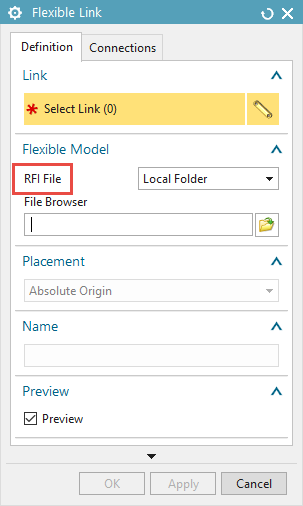 Flexible Link
Definition
Connections
Link
* Select Link (0)
Flexible Model
RFI File
Local Folder
File Browser
Placement
Absolute Origin
Name
Preview
Preview
OK
Apply
Cancel